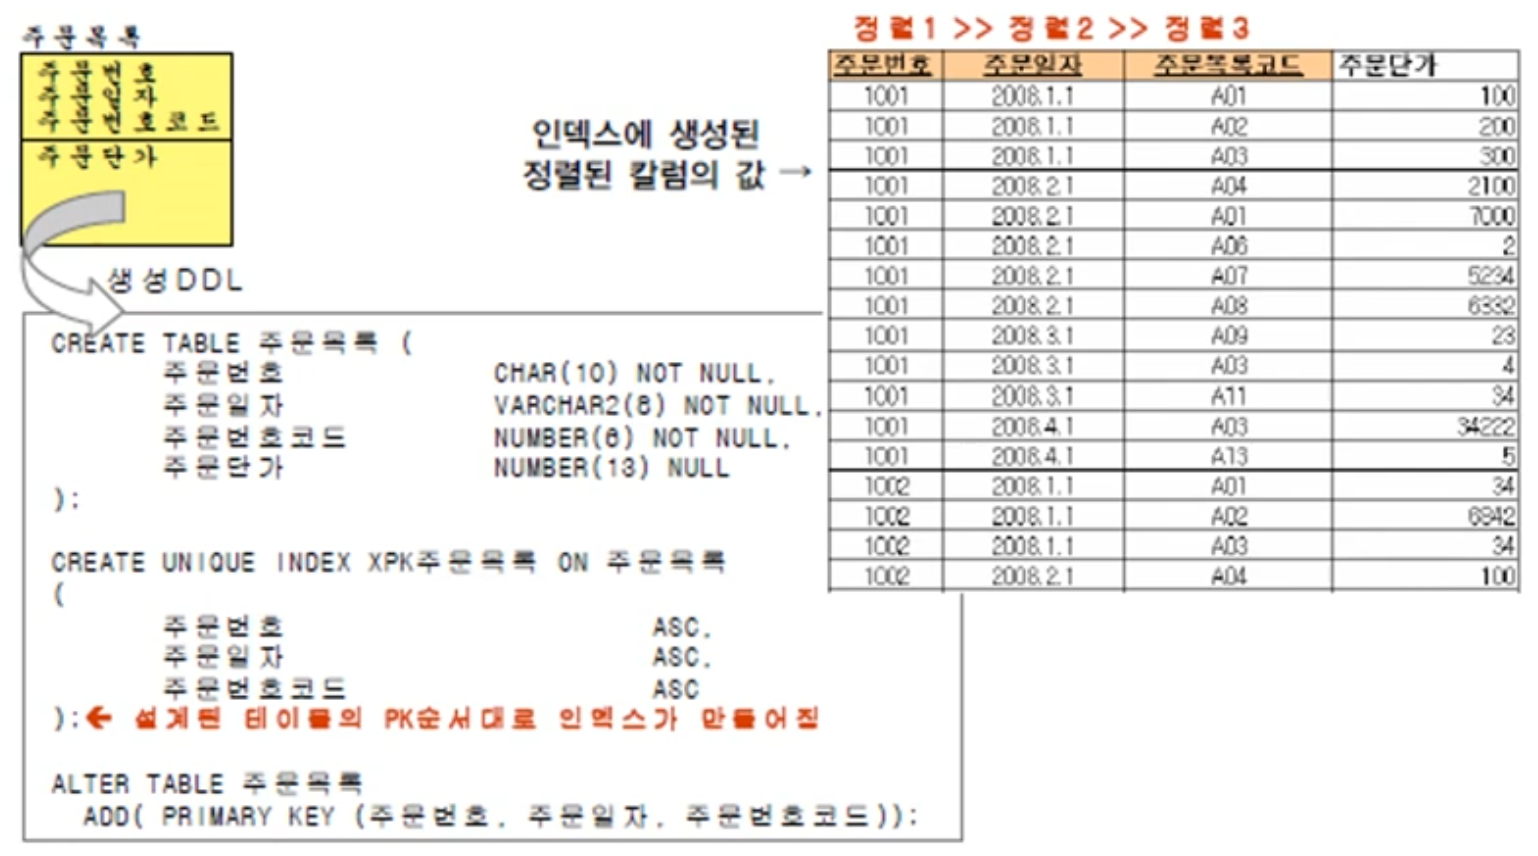 주문목록
주문번호
주문일자
주문번호코드
주문단가
생성DDL
CREATE TABLE 주문목록 (
주문번호 CHAR(10) NOT NULL,
주문일자 VARCHAR2(8) NOT NULL,
주문번호코드 NUMBER(6) NOT NULL,
주문단가 NUMBER(13) NULL
);
CREATE UNIQUE INDEX XPK주문목록 ON 주문목록
(
주문번호 ASC,
주문일자 ASC,
주문번호코드 ASC
);← 설계된 테이블의 PK순서대로 인덱스가 만들어짐
ALTER TABLE 주문목록
ADD( PRIMARY KEY (주문번호, 주문일자, 주문번호코드));
인덱스에 생성된
정렬된 칼럼의 값 →
정렬1 >> 정렬2 >> 정렬3
주문번호 주문일자 주문목록코드 주문단가
1001 2008.1.1 A01 100
1001 2008.1.1 A02 200
1001 2008.1.1 A03 300
1001 2008.2.1 A04 2100
1001 2008.2.1 A01 7000
1001 2008.2.1 A06 2
1001 2008.2.1 A07 5234
1001 2008.2.1 A08 6332
1001 2008.3.1 A09 23
1001 2008.3.1 A03 4
1001 2008.3.1 A11 34
1001 2008.4.1 A03 34222
1001 2008.4.1 A13 5
1002 2008.1.1 A01 34
1002 2008.1.1 A02 6842
1002 2008.1.1 A03 34
1002 2008.2.1 A04 100